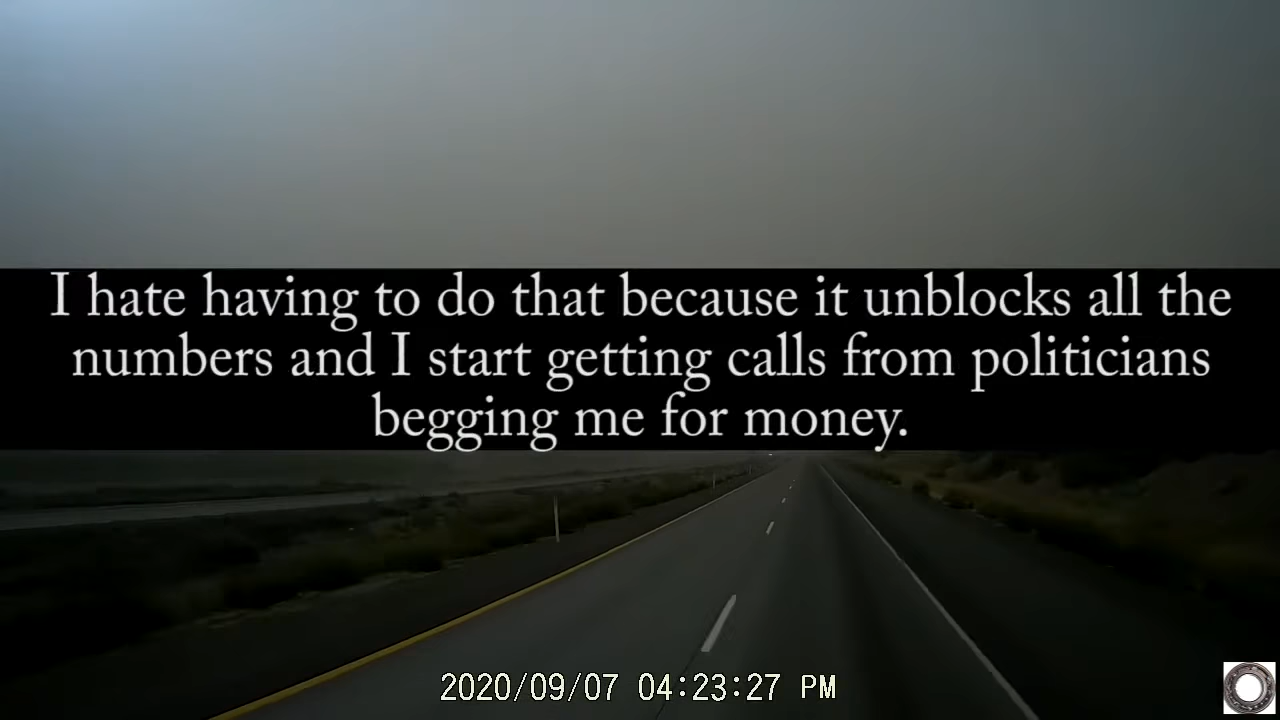 I hate having to do that because it unblocks all the
numbers and I start getting calls from politicians
begging me for money.
2020/09/07 04:23:27 PM